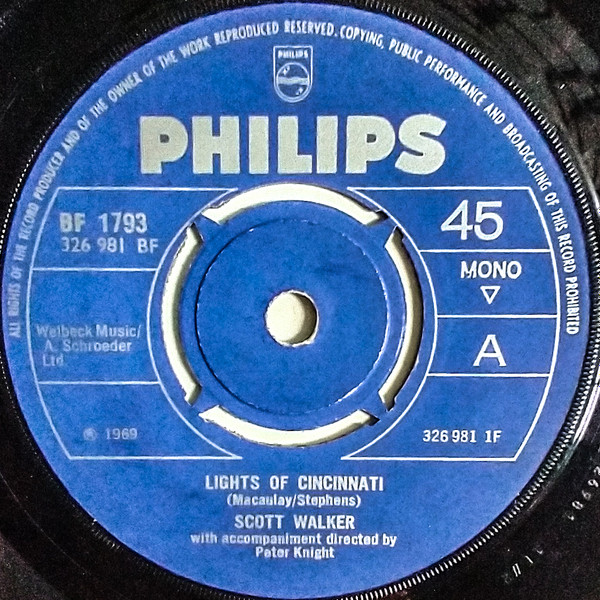 ALL RIGHTS OF THE RECORD PRODUCER AND OF THE OWNER OF THE WORK REPRODUCED RESERVED. COPYING, PUBLIC PERFORMANCE AND BROADCASTING OF THIS RECORD PROHIBITED
PHILIPS
PHILIPS
BF 1793
326 981 BF
45
MONO
Welbeck Music/
A. Schroeder
Ltd
A
℗ 1969
326 981 1F
LIGHTS OF CINCINNATI
(Macaulay/Stephens)
SCOTT WALKER
with accompaniment directed by
Peter Knight